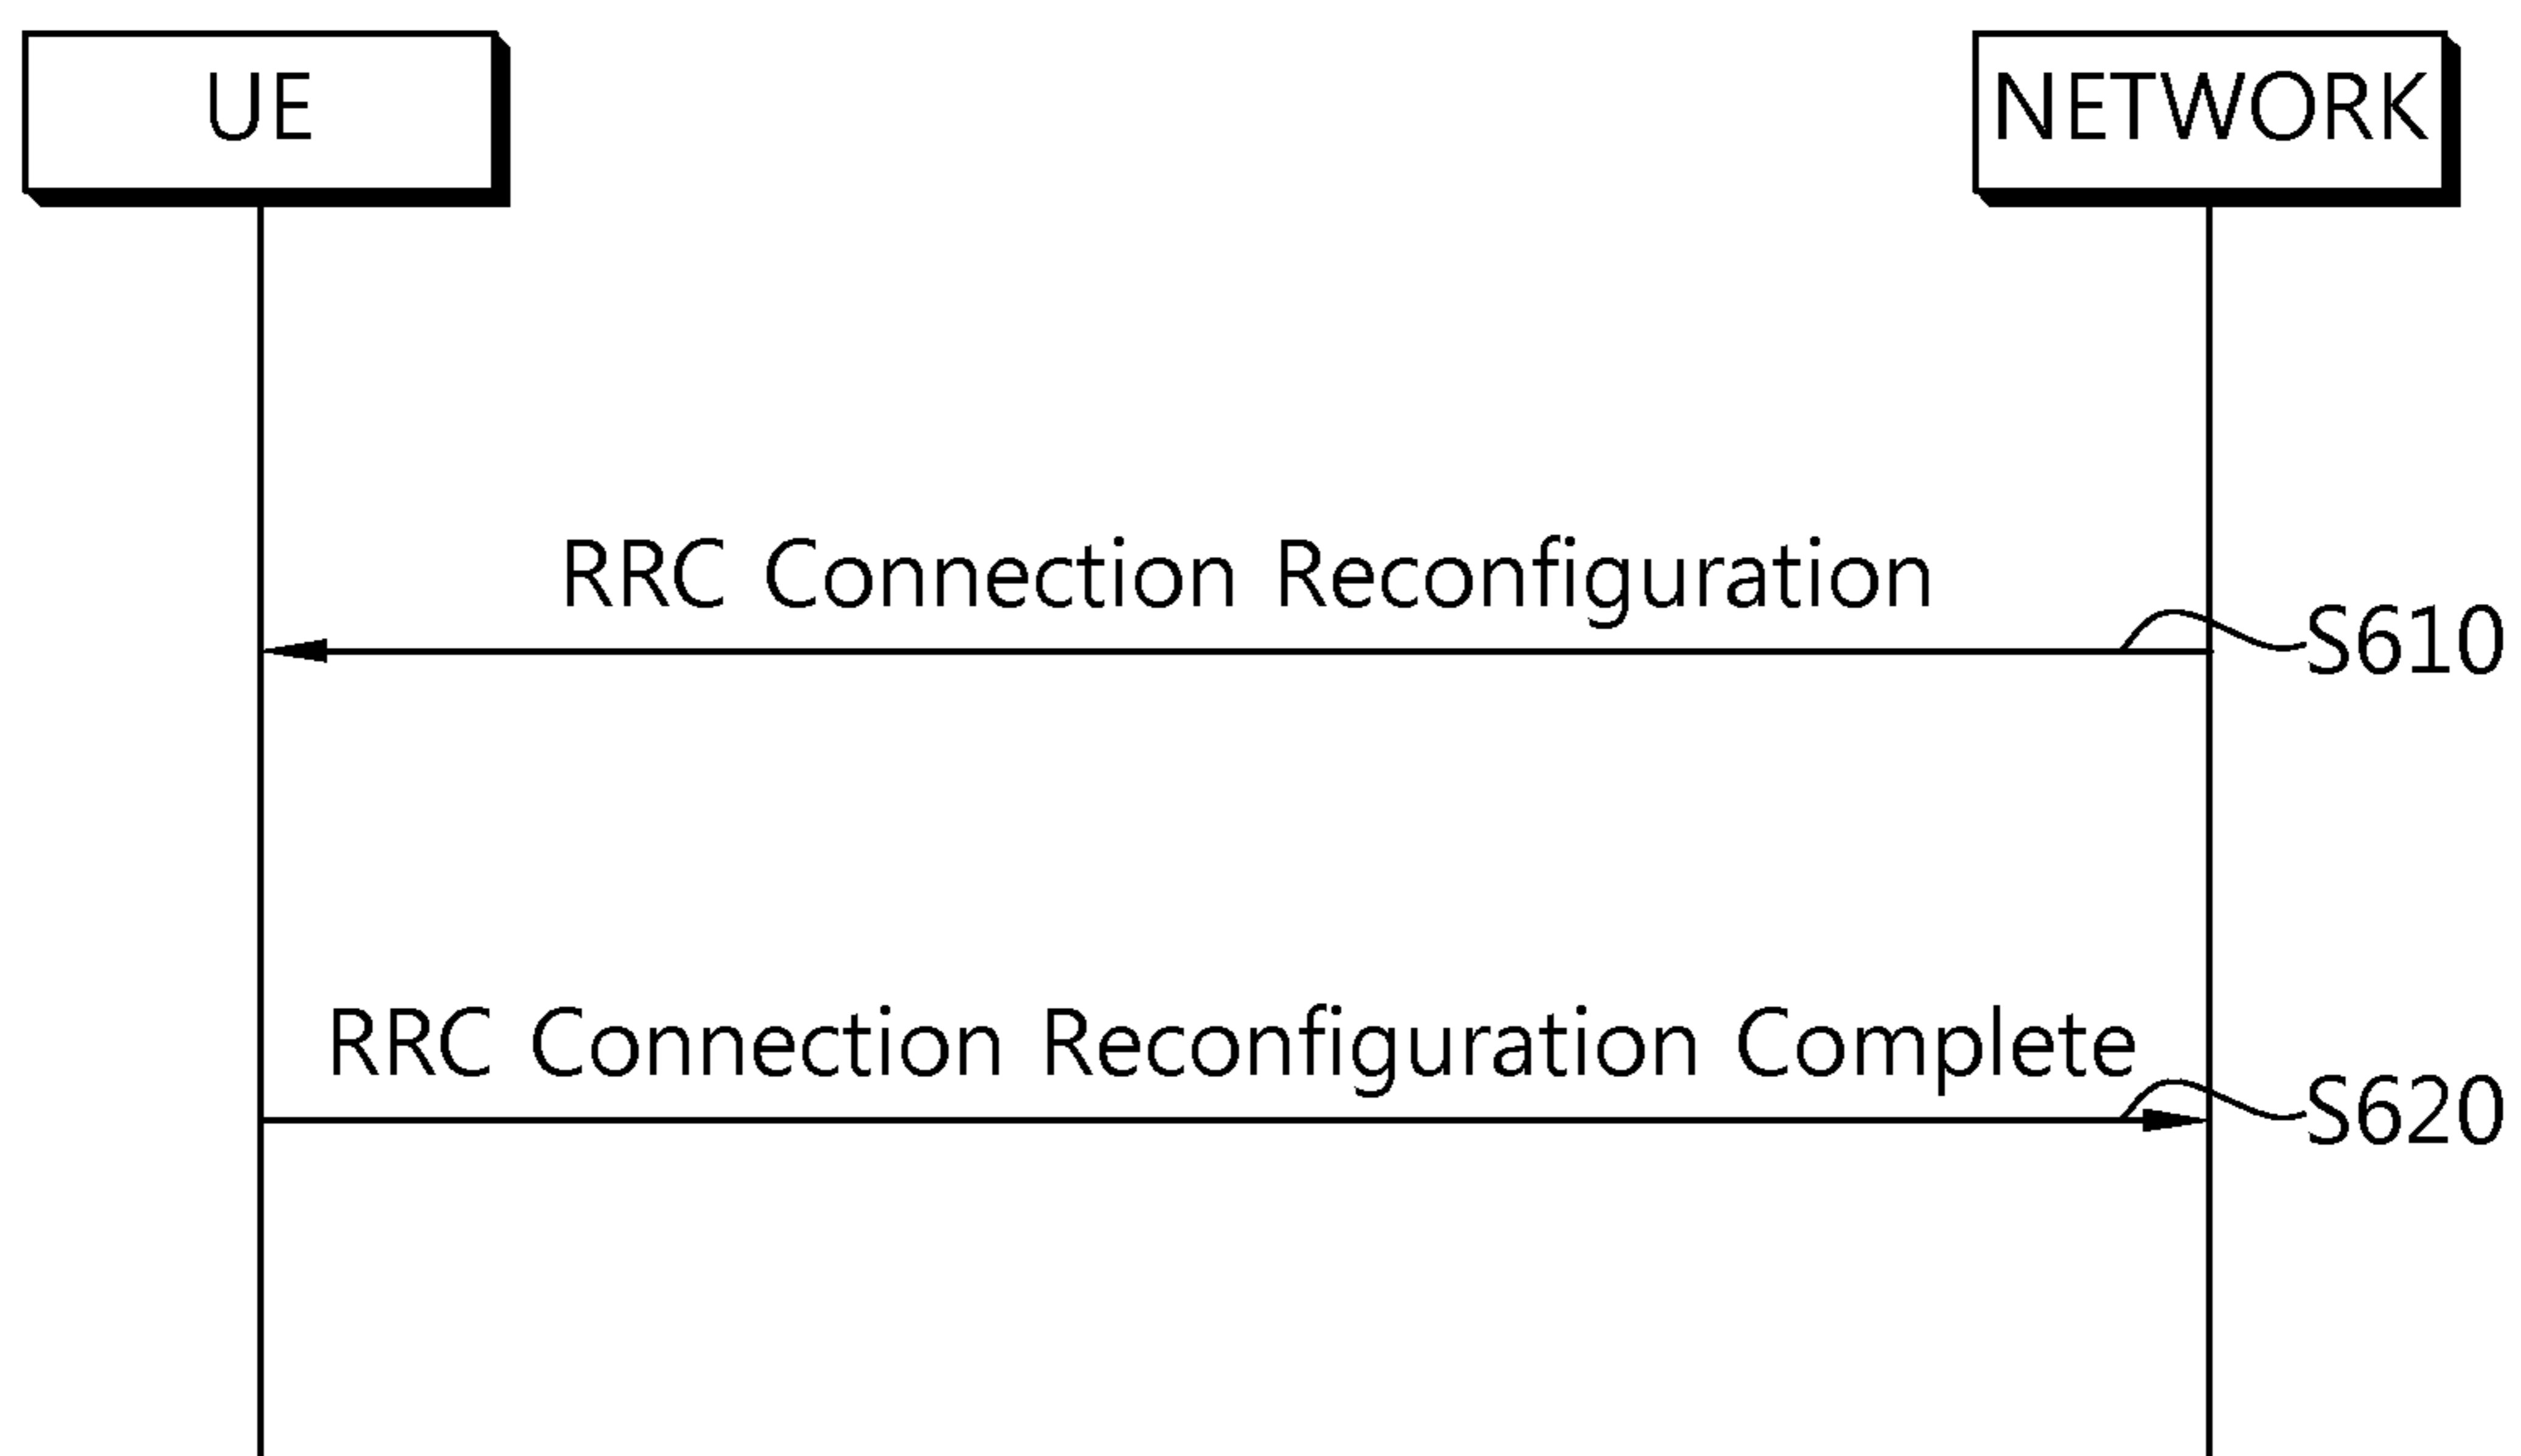 UE
NETWORK
RRC Connection Reconfiguration
S610
RRC Connection Reconfiguration Complete
S620